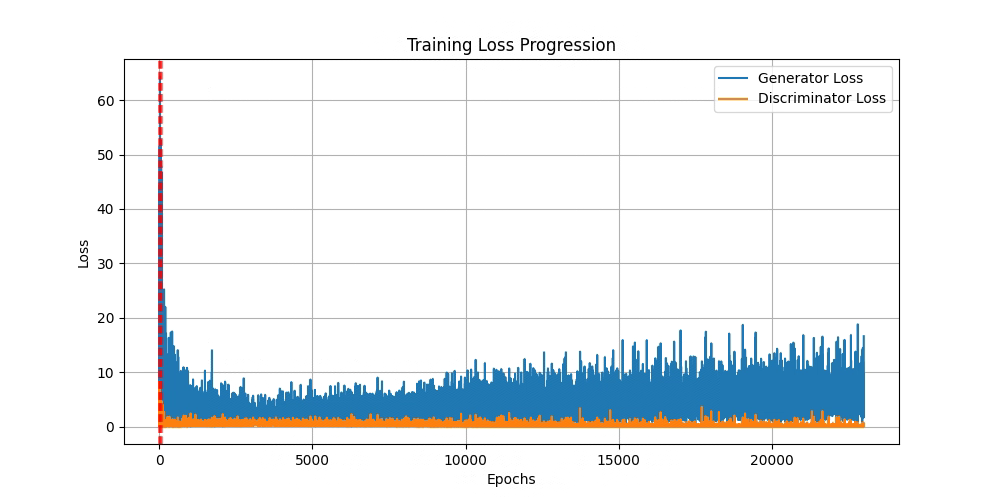 Training Loss Progression
Generator Loss
Discriminator Loss
60
50
40
30
20
10
0
Loss
0 5000 10000 15000 20000
Epochs